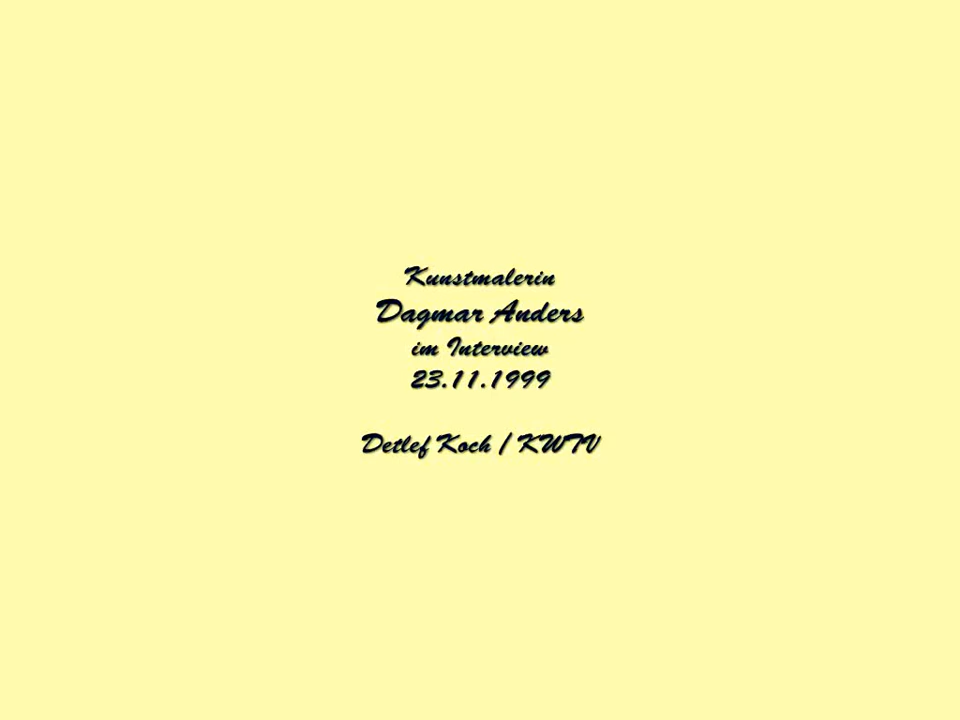 Kunstmalerin
Dagmar Anders
im Interview
23.11.1999
Detlef Koch / KWTV